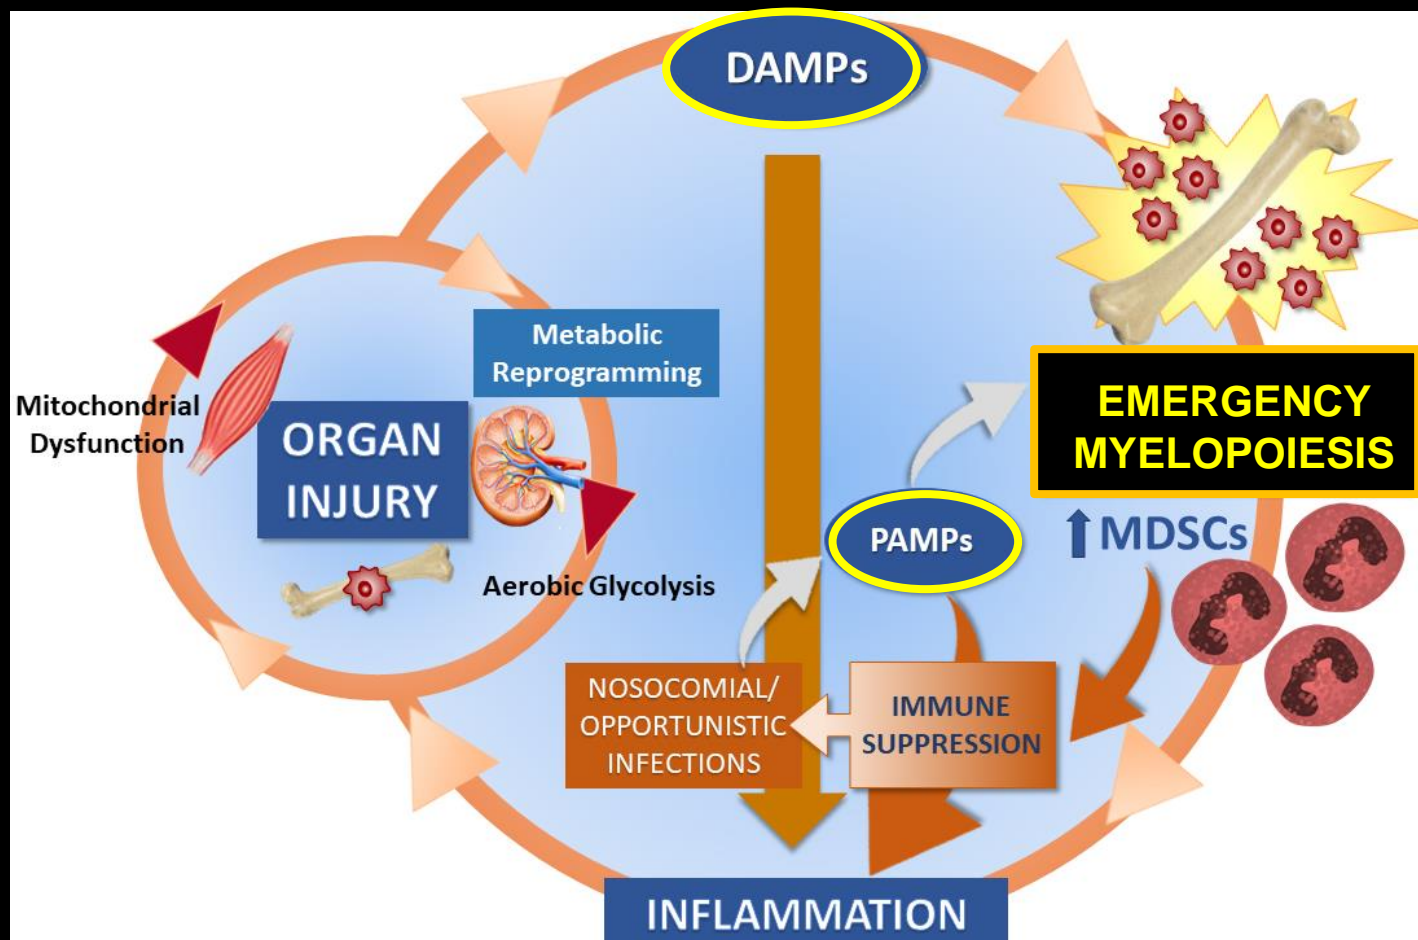 DAMPs
Metabolic
Reprogramming
Mitochondrial
Dysfunction
ORGAN
INJURY
Aerobic Glycolysis
EMERGENCY
MYELOPOIESIS
PAMPs
MDSCs
NOSOCOMIAL/
OPPORTUNISTIC
INFECTIONS
IMMUNE
SUPPRESSION
INFLAMMATION